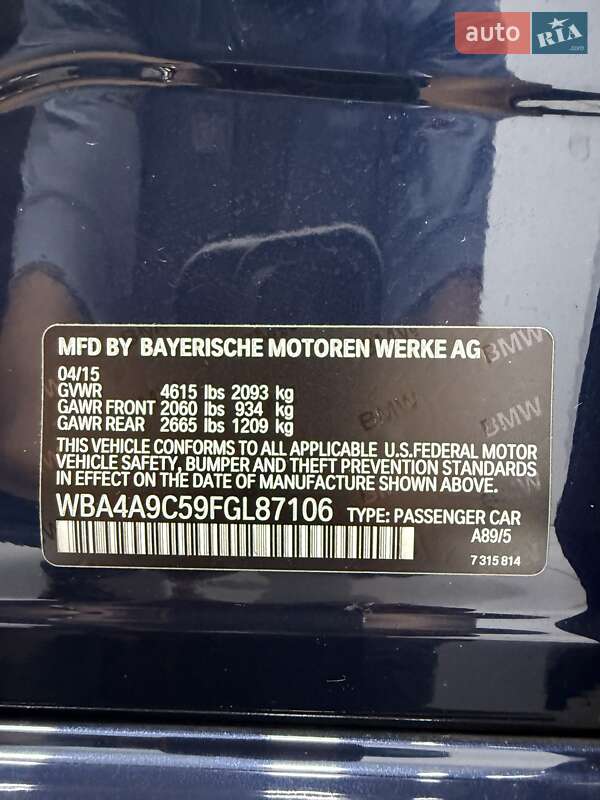 auto RIA .com
MFD BY BAYERISCHE MOTOREN WERKE AG
04/15
GVWR 4615 lbs 2093 kg
GAWR FRONT 2060 lbs 934 kg
GAWR REAR 2665 lbs 1209 kg
THIS VEHICLE CONFORMS TO ALL APPLICABLE U.S.FEDERAL MOTOR
VEHICLE SAFETY, BUMPER AND THEFT PREVENTION STANDARDS
IN EFFECT ON THE DATE OF MANUFACTURE SHOWN ABOVE.
WBA4A9C59FGL87106 TYPE: PASSENGER CAR
A89/5
7 315 814
BMW
BMW